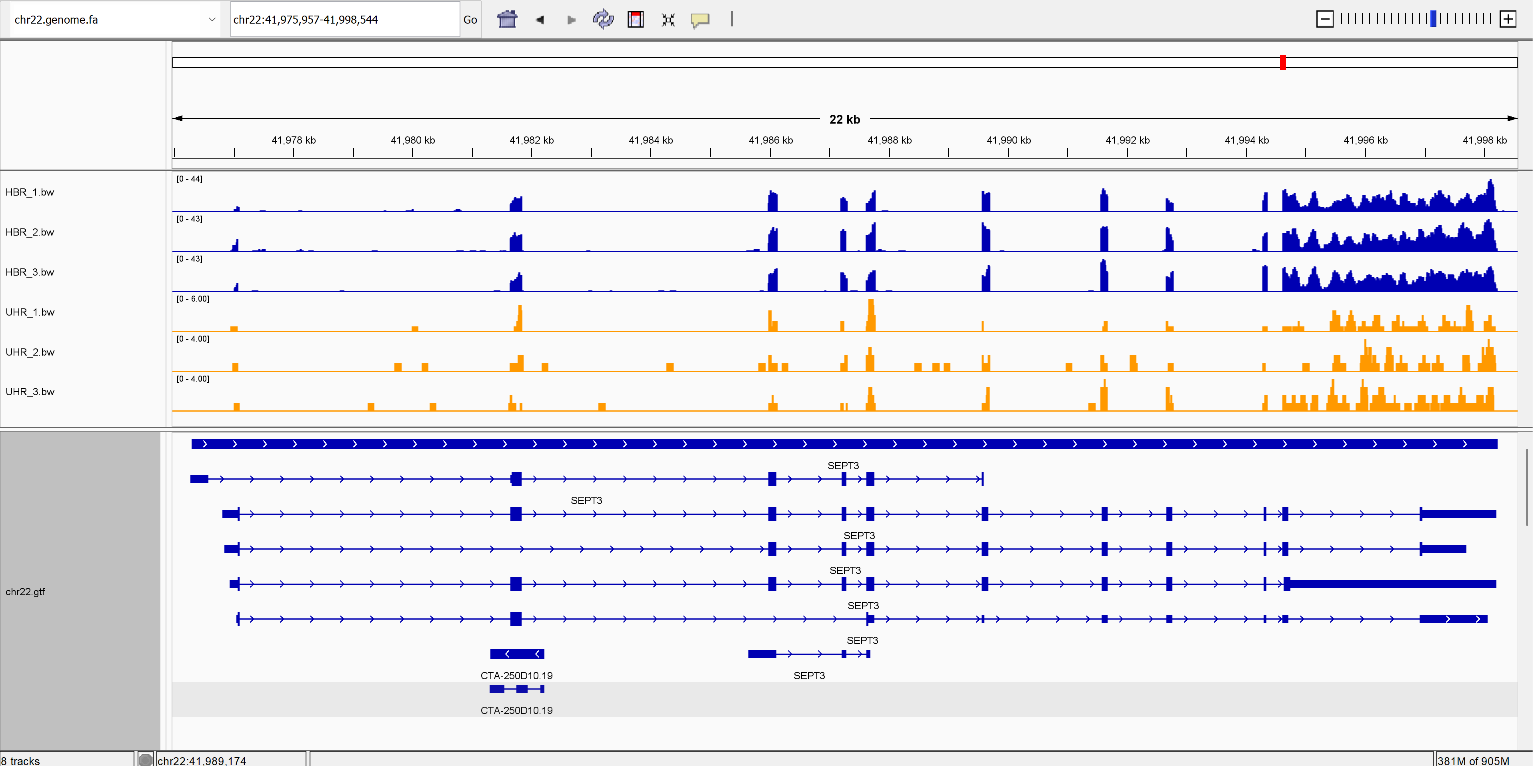 chr22.genome.fa chr22:41,975,957-41,998,544 Go
22 kb
41,978 kb 41,980 kb 41,982 kb 41,984 kb 41,986 kb 41,988 kb 41,990 kb 41,992 kb 41,994 kb 41,996 kb 41,998 kb
[0 - 44]
HBR_1.bw
[0 - 43]
HBR_2.bw
[0 - 43]
HBR_3.bw
[0 - 6.00]
UHR_1.bw
[0 - 4.00]
UHR_2.bw
[0 - 4.00]
UHR_3.bw
SEPT3
SEPT3
SEPT3
SEPT3
chr22.gtf
SEPT3
SEPT3
CTA-250D10.19 SEPT3
CTA-250D10.19
8 tracks chr22:41,989,174 381M of 905M